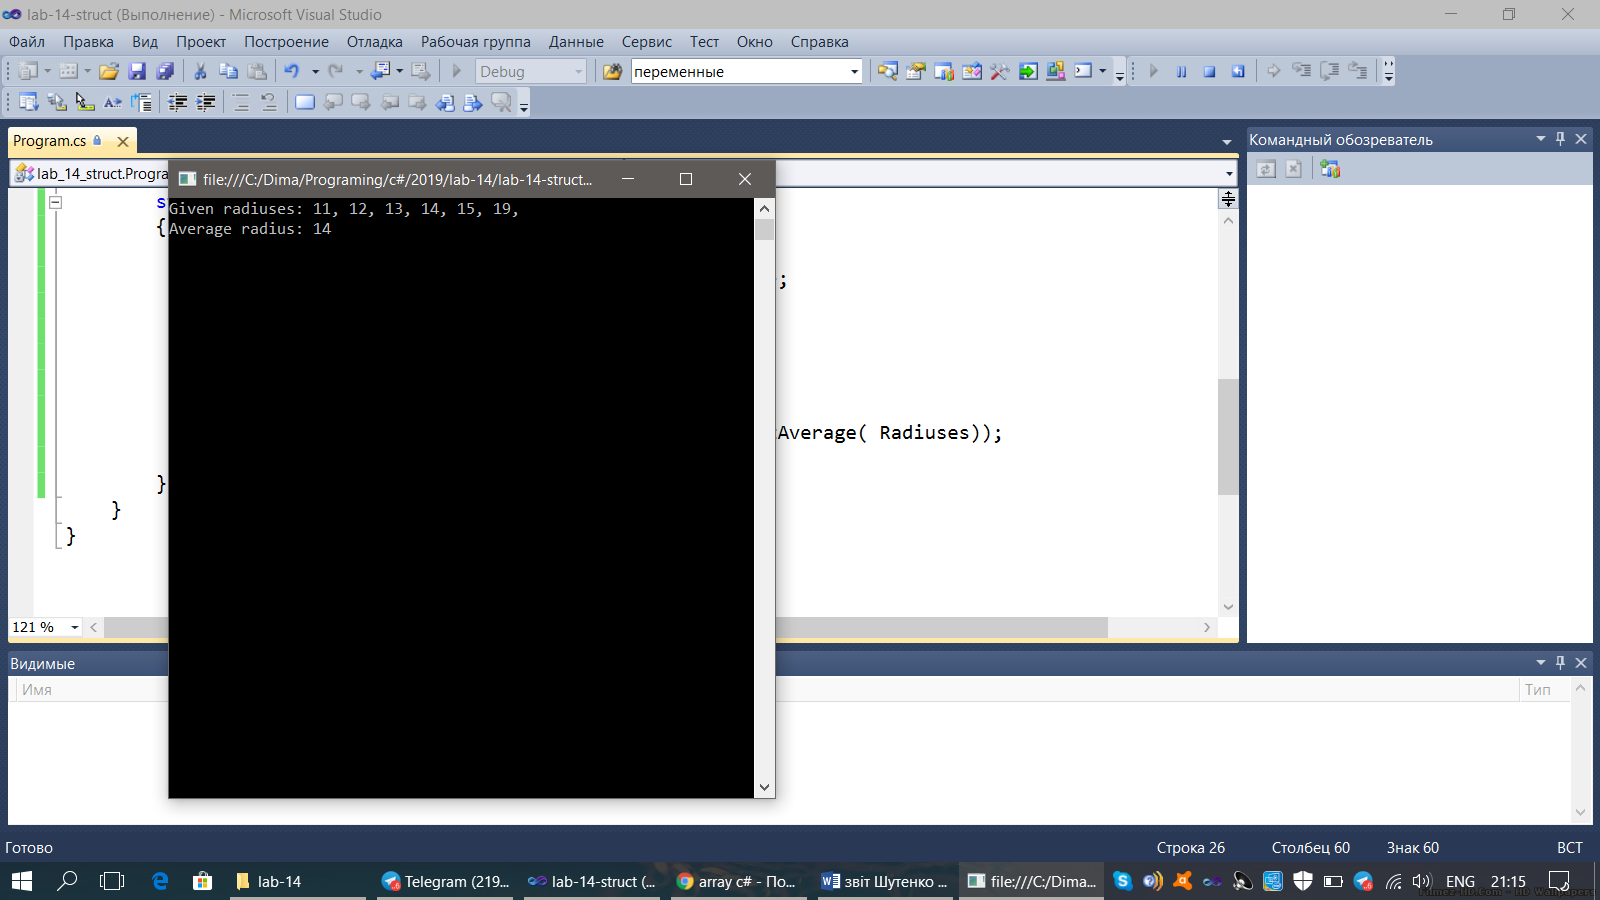 lab-14-struct (Выполнение) - Microsoft Visual Studio
Файл Правка Вид Проект Построение Отладка Рабочая группа Данные Сервис Тест Окно Справка
Debug переменные
Program.cs
Командный обозреватель
lab_14_struct.Progra
file:///C:/Dima/Programing/c#/2019/lab-14/lab-14-struct...
s
Given radiuses: 11, 12, 13, 14, 15, 19,
{
Average radius: 14
;
Average( Radiuses));
}
}
}
121 %
Видимые
Имя Тип
Готово Строка 26 Столбец 60 Знак 60 ВСТ
lab-14 Telegram (219... lab-14-struct (... array c# - По... звіт Шутенко ... file:///C:/Dima... ENG 21:15